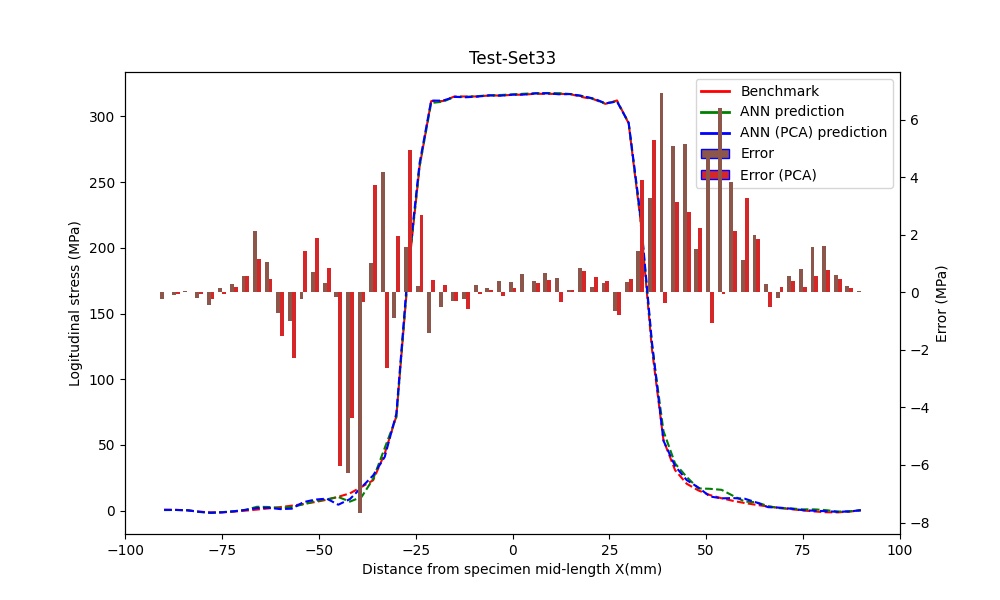 Test-Set33
Benchmark
ANN prediction
ANN (PCA) prediction
Error
Error (PCA)
300
250
200
150
100
50
0
Logitudinal stress (MPa)
6
4
2
0
−2
−4
−6
−8
Error (MPa)
−100 −75 −50 −25 0 25 50 75 100
Distance from specimen mid-length X(mm)